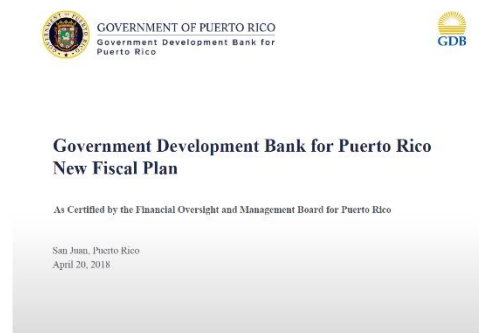 GOVERNMENT OF PUERTO RICO
Government Development Bank for
Puerto Rico
GDB
Government Development Bank for Puerto Rico
New Fiscal Plan
As Certified by the Financial Oversight and Management Board for Puerto Rico
San Juan, Puerto Rico
April 20, 2018